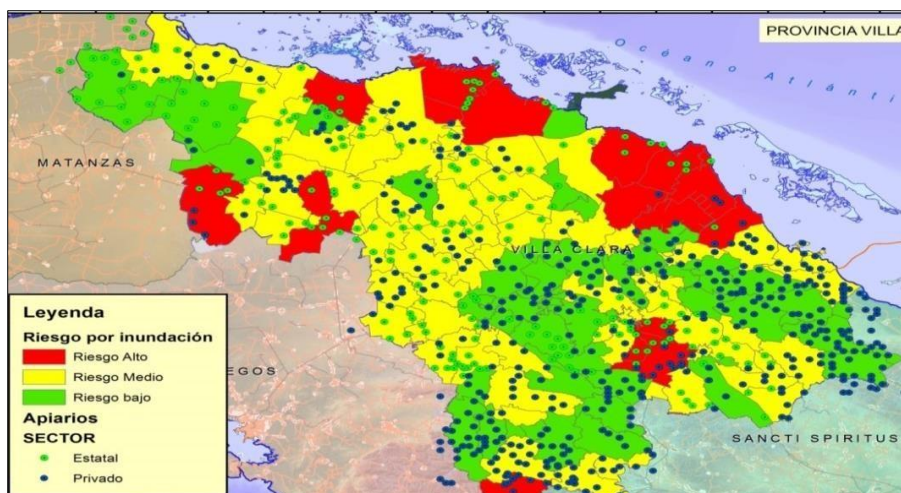 PROVINCIA VILLA
Océano Atlánti
MATANZAS
VILLA CLARA
EGOS
SANCTI SPIRITUS
Leyenda
Riesgo por inundación
Riesgo Alto
Riesgo Medio
Riesgo bajo
Apiarios
SECTOR
Estatal
Privado